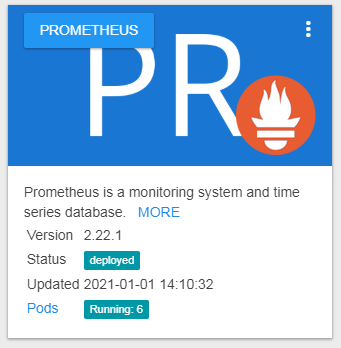 PROMETHEUS
PR
Prometheus is a monitoring system and time
series database. MORE
Version 2.22.1
Status deployed
Updated 2021-01-01 14:10:32
Pods Running: 6